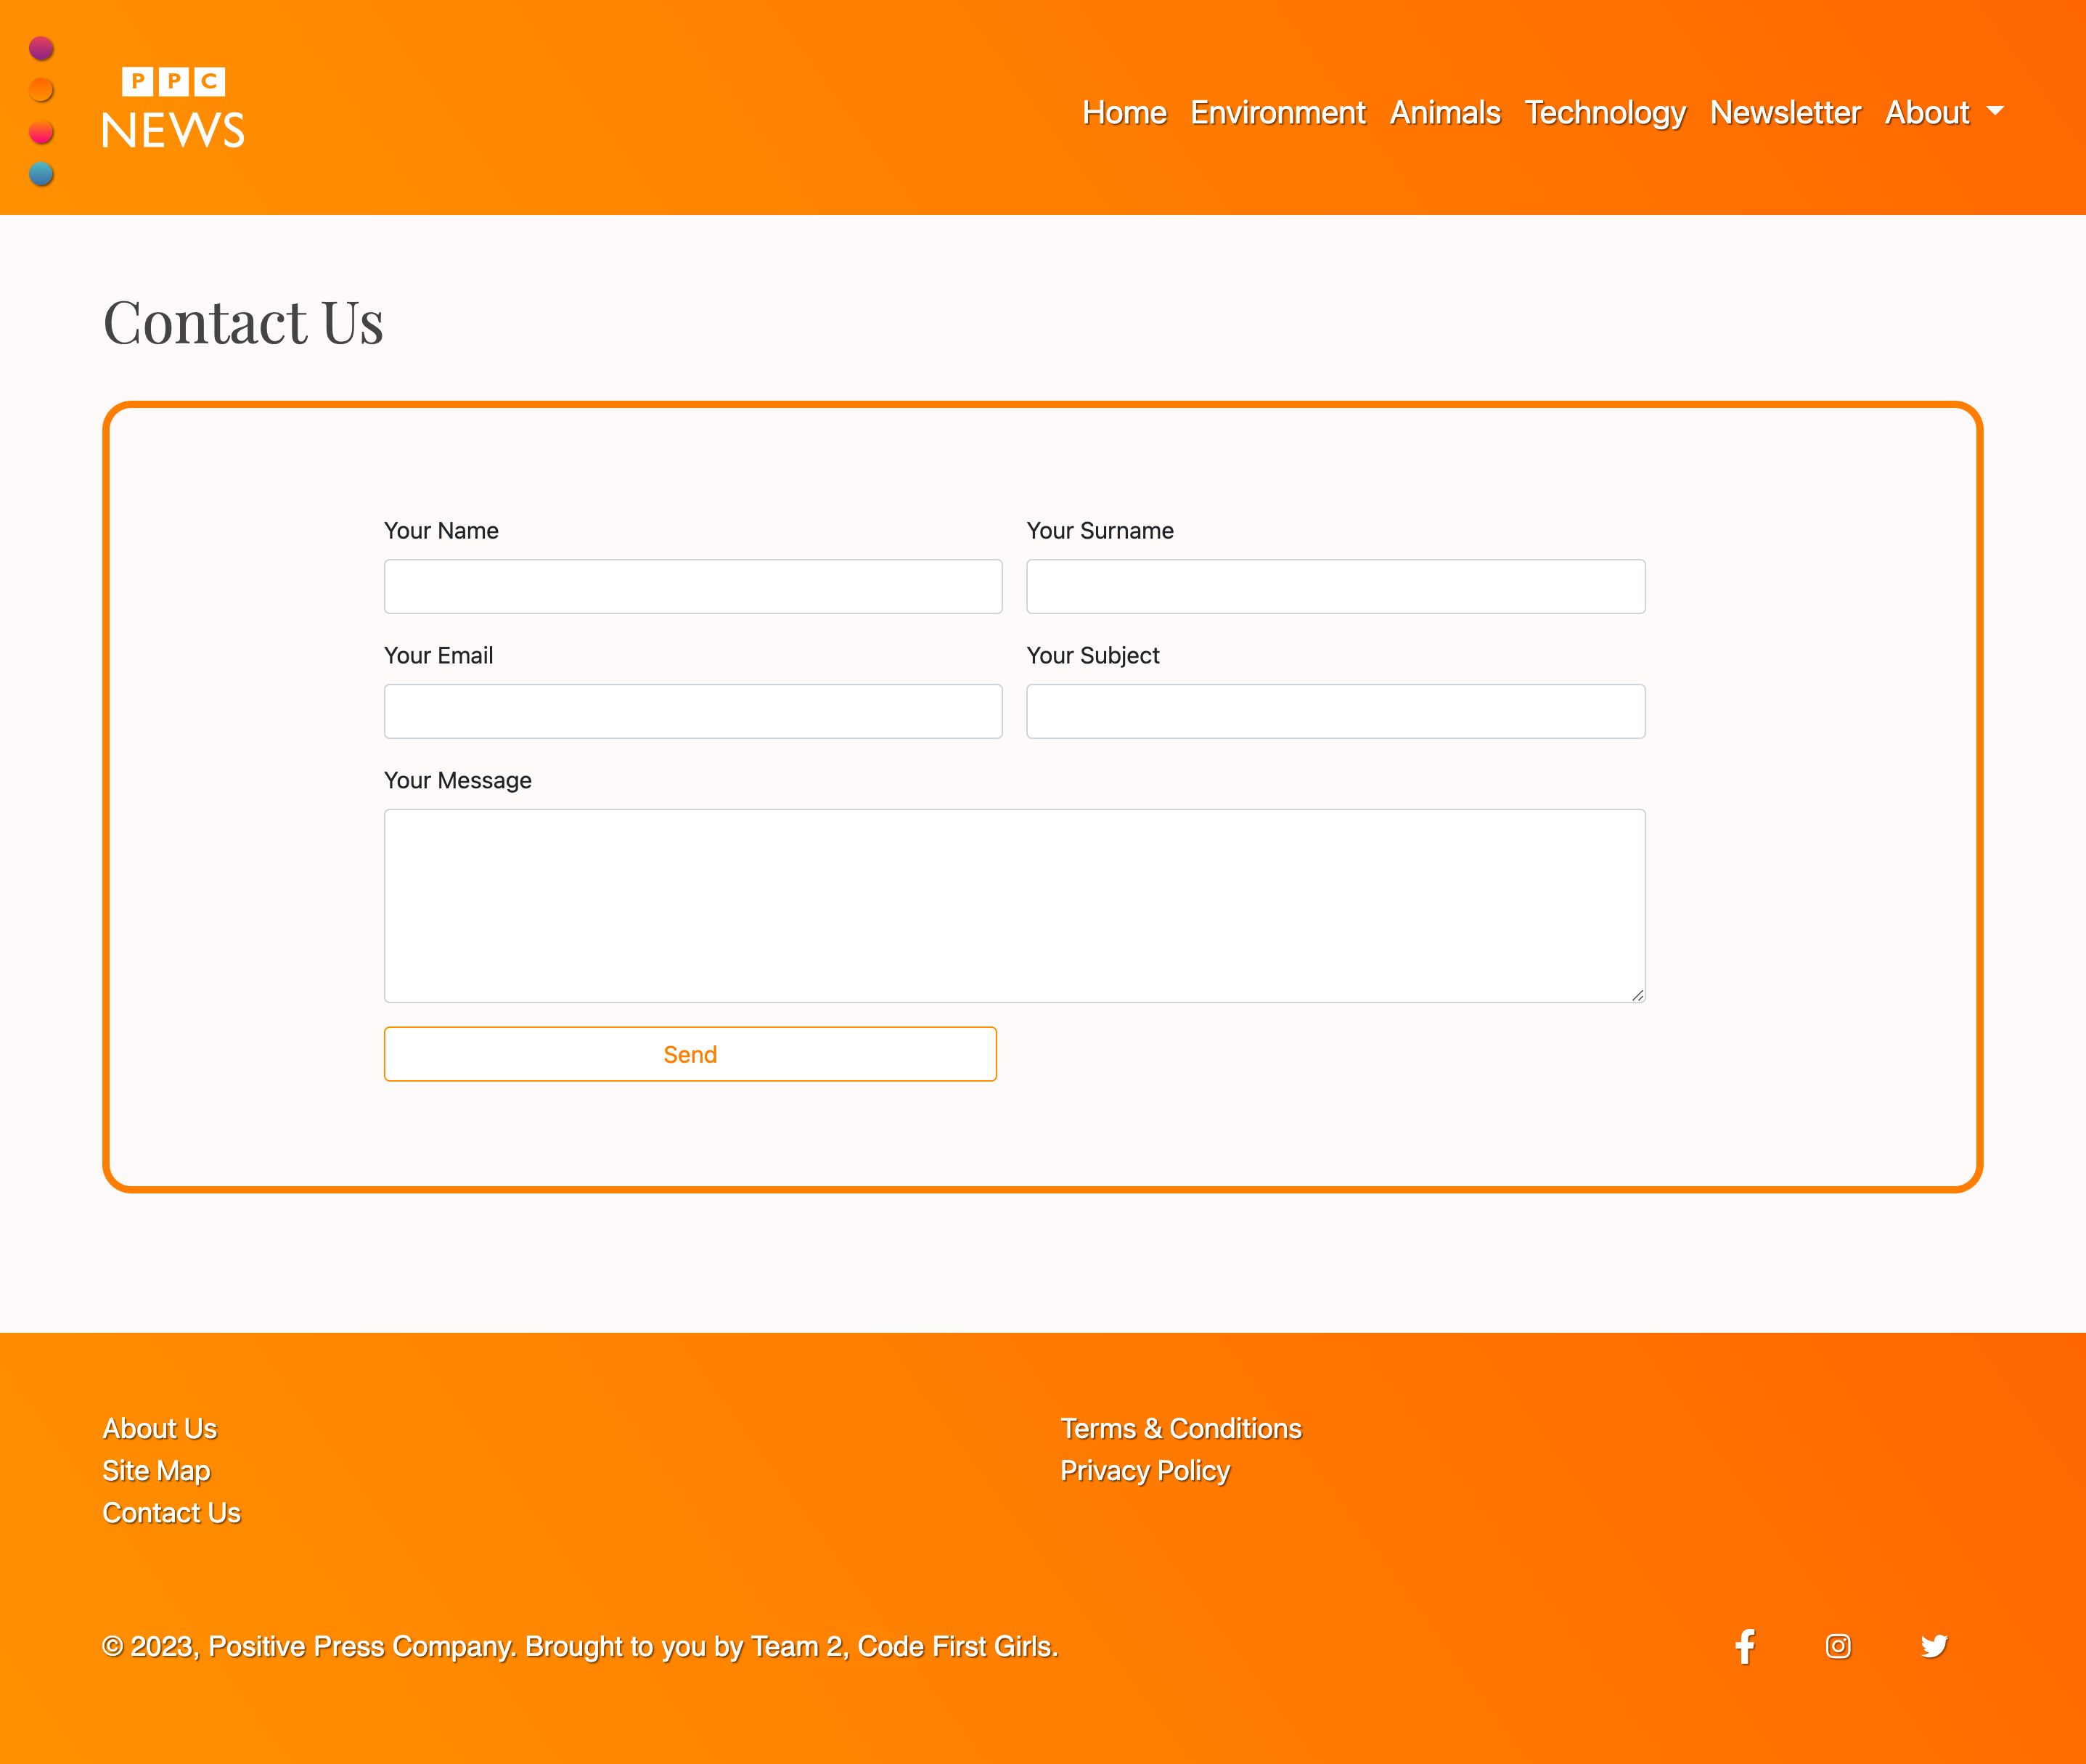 PPC
NEWS
Home Environment Animals Technology Newsletter About
Contact Us
Your Name Your Surname
Your Email Your Subject
Your Message
Send
About Us Terms & Conditions
Site Map Privacy Policy
Contact Us
© 2023, Positive Press Company. Brought to you by Team 2, Code First Girls.